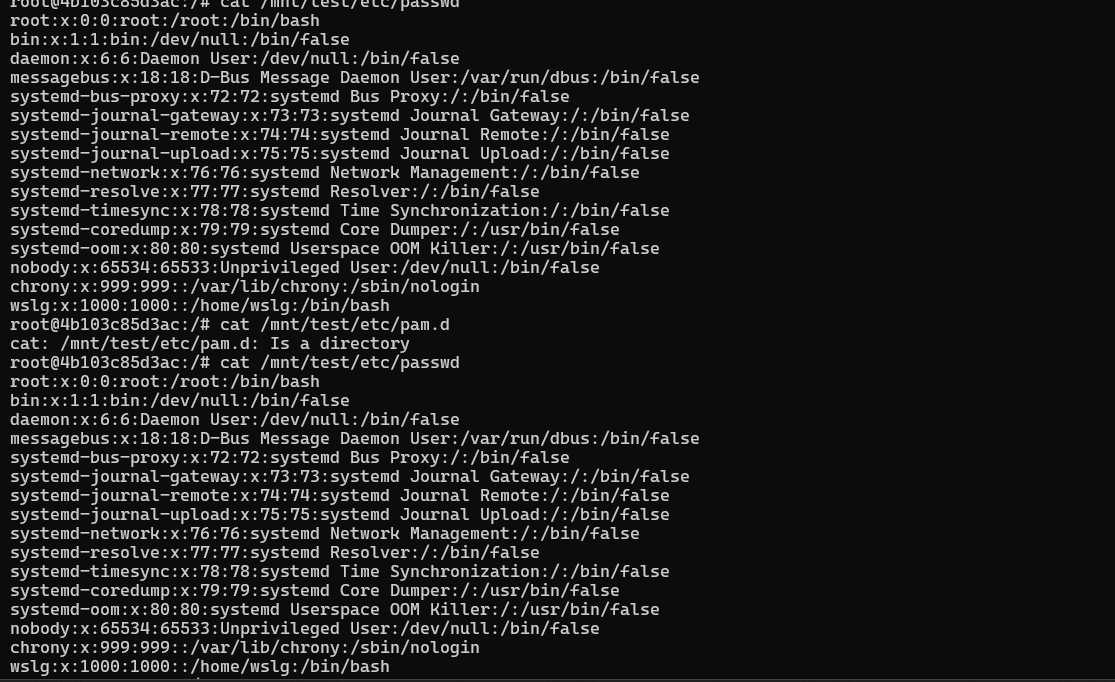 root@4b103c85d3ac:/# cat /mnt/test/etc/passwd
root:x:0:0:root:/root:/bin/bash
bin:x:1:1:bin:/dev/null:/bin/false
daemon:x:6:6:Daemon User:/dev/null:/bin/false
messagebus:x:18:18:D-Bus Message Daemon User:/var/run/dbus:/bin/false
systemd-bus-proxy:x:72:72:systemd Bus Proxy:/:/bin/false
systemd-journal-gateway:x:73:73:systemd Journal Gateway:/:/bin/false
systemd-journal-remote:x:74:74:systemd Journal Remote:/:/bin/false
systemd-journal-upload:x:75:75:systemd Journal Upload:/:/bin/false
systemd-network:x:76:76:systemd Network Management:/:/bin/false
systemd-resolve:x:77:77:systemd Resolver:/:/bin/false
systemd-timesync:x:78:78:systemd Time Synchronization:/:/bin/false
systemd-coredump:x:79:79:systemd Core Dumper:/:/usr/bin/false
systemd-oom:x:80:80:systemd Userspace OOM Killer:/:/usr/bin/false
nobody:x:65534:65533:Unprivileged User:/dev/null:/bin/false
chrony:x:999:999::/var/lib/chrony:/sbin/nologin
wslg:x:1000:1000::/home/wslg:/bin/bash
root@4b103c85d3ac:/# cat /mnt/test/etc/pam.d
cat: /mnt/test/etc/pam.d: Is a directory
root@4b103c85d3ac:/# cat /mnt/test/etc/passwd
root:x:0:0:root:/root:/bin/bash
bin:x:1:1:bin:/dev/null:/bin/false
daemon:x:6:6:Daemon User:/dev/null:/bin/false
messagebus:x:18:18:D-Bus Message Daemon User:/var/run/dbus:/bin/false
systemd-bus-proxy:x:72:72:systemd Bus Proxy:/:/bin/false
systemd-journal-gateway:x:73:73:systemd Journal Gateway:/:/bin/false
systemd-journal-remote:x:74:74:systemd Journal Remote:/:/bin/false
systemd-journal-upload:x:75:75:systemd Journal Upload:/:/bin/false
systemd-network:x:76:76:systemd Network Management:/:/bin/false
systemd-resolve:x:77:77:systemd Resolver:/:/bin/false
systemd-timesync:x:78:78:systemd Time Synchronization:/:/bin/false
systemd-coredump:x:79:79:systemd Core Dumper:/:/usr/bin/false
systemd-oom:x:80:80:systemd Userspace OOM Killer:/:/usr/bin/false
nobody:x:65534:65533:Unprivileged User:/dev/null:/bin/false
chrony:x:999:999::/var/lib/chrony:/sbin/nologin
wslg:x:1000:1000::/home/wslg:/bin/bash